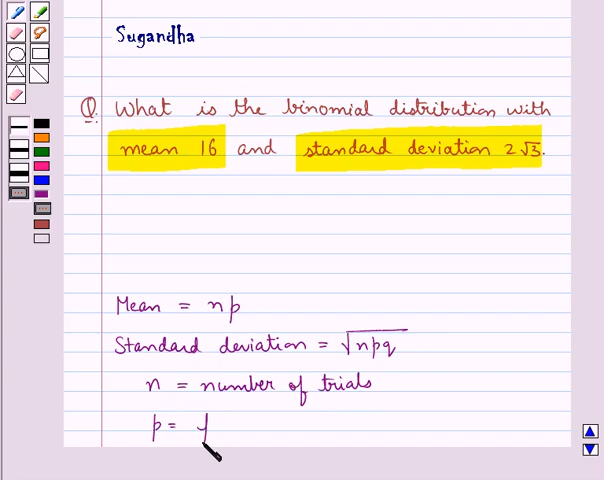 Sugandha
Q. What is the binomial distribution with
mean 16 and standard deviation 2√3.
Mean = np
Standard deviation = √npq
n = number of trials
p =